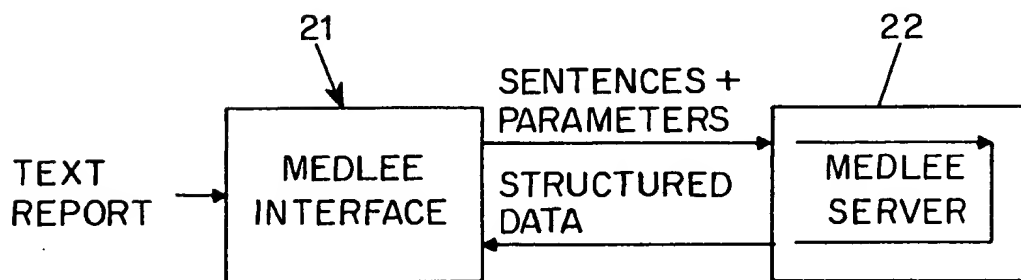 21
22
SENTENCES +
PARAMETERS
TEXT
REPORT
MEDLEE
INTERFACE
STRUCTURED
DATA
MEDLEE
SERVER